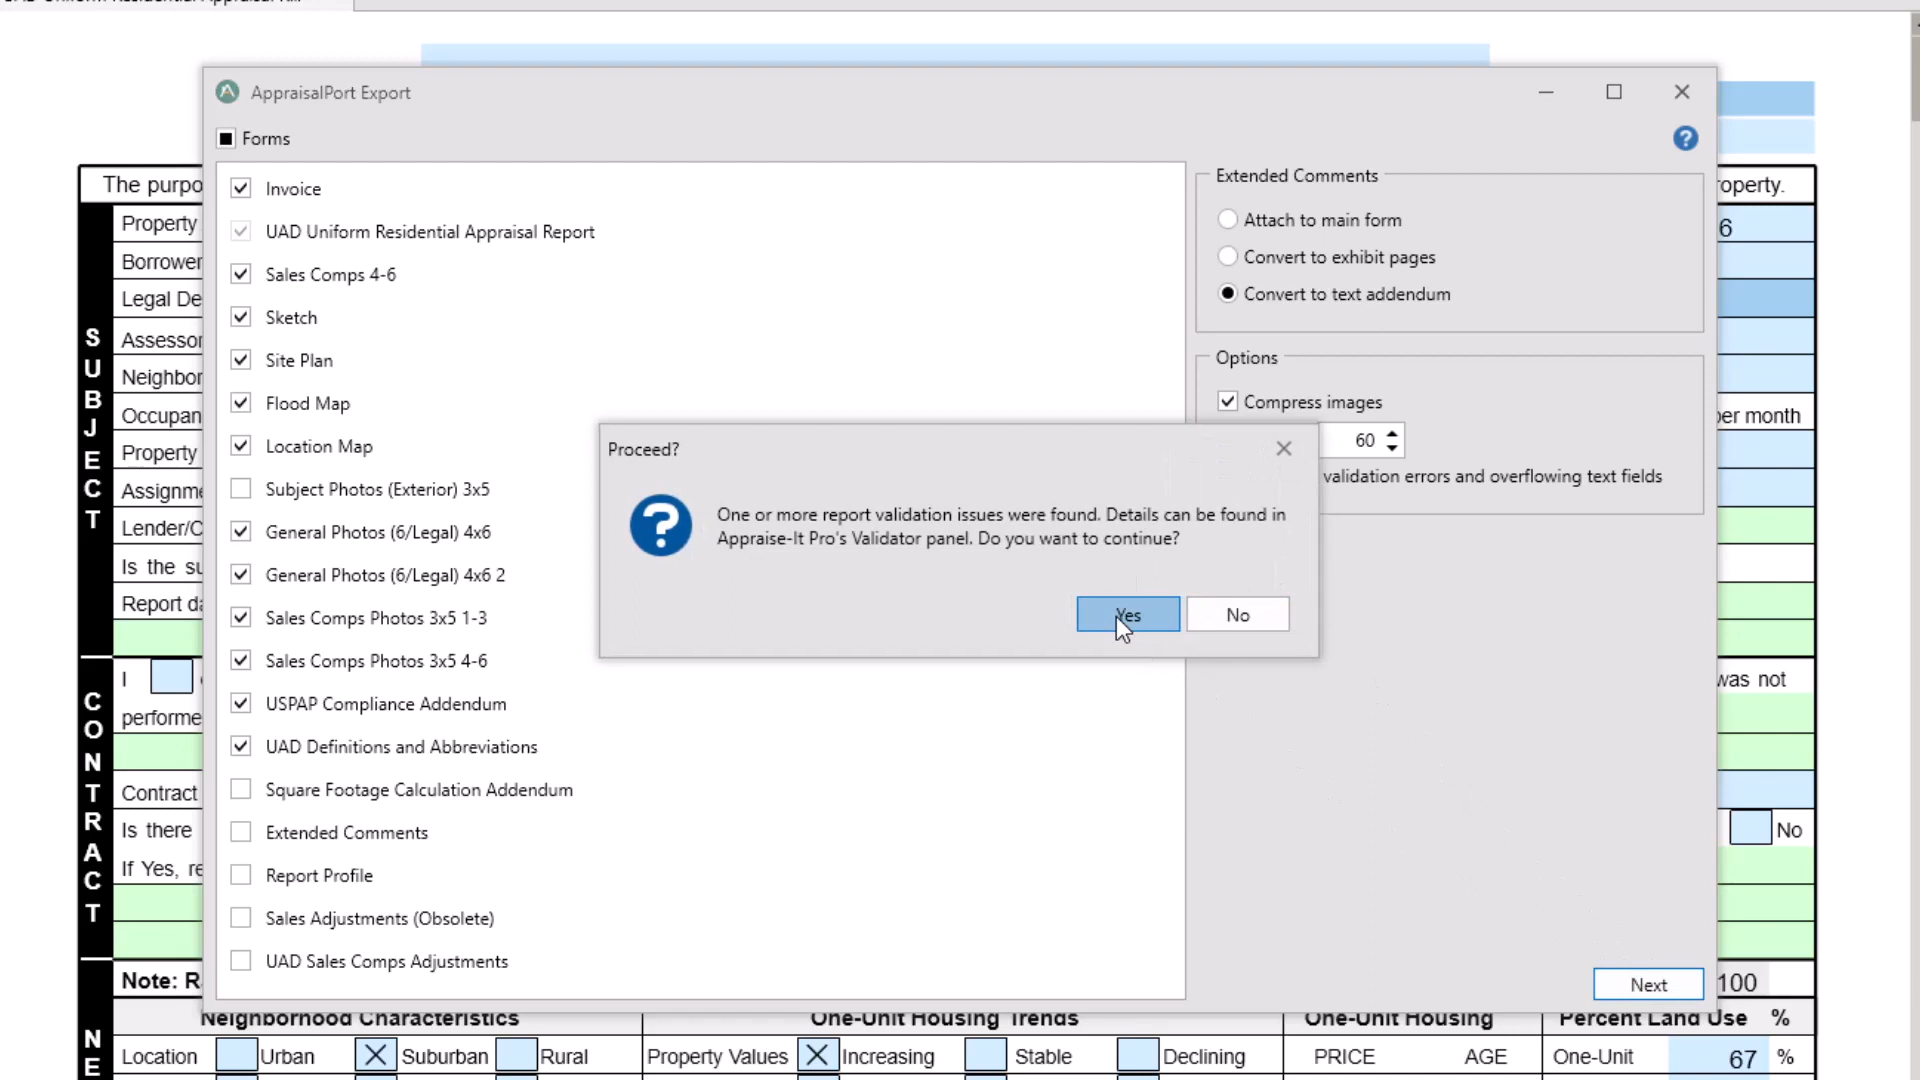 AppraisalPort Export
Forms
The purpo
roperty.
Invoice
Extended Comments
Property
6
Attach to main form
UAD Uniform Residential Appraisal Report
Borrower
Convert to exhibit pages
Sales Comps 4-6
Legal De
Convert to text addendum
Sketch
Assessor
Site Plan
Options
Neighbor
Flood Map
Compress images
Occupan
per month
Location Map
60
Property
Proceed?
validation errors and overflowing text fields
Assignme
Subject Photos (Exterior) 3x5
Lender/C
General Photos (6/Legal) 4x6
One or more report validation issues were found. Details can be found in
Appraise-It Pro's Validator panel. Do you want to continue?
Is the su
General Photos (6/Legal) 4x6 2
Report da
Sales Comps Photos 3x5 1-3
Yes
No
SUBJECT
Sales Comps Photos 3x5 4-6
I
was not
USPAP Compliance Addendum
performe
UAD Definitions and Abbreviations
Contract
Square Footage Calculation Addendum
Is there
No
Extended Comments
If Yes, re
Report Profile
CONTRACT
Sales Adjustments (Obsolete)
UAD Sales Comps Adjustments
Note: R
Next
100
NE
Neighborhood Characteristics
One-Unit Housing Trends
One-Unit Housing
Percent Land Use %
Location Urban Suburban Rural Property Values Increasing Stable Declining PRICE AGE One-Unit 67 %